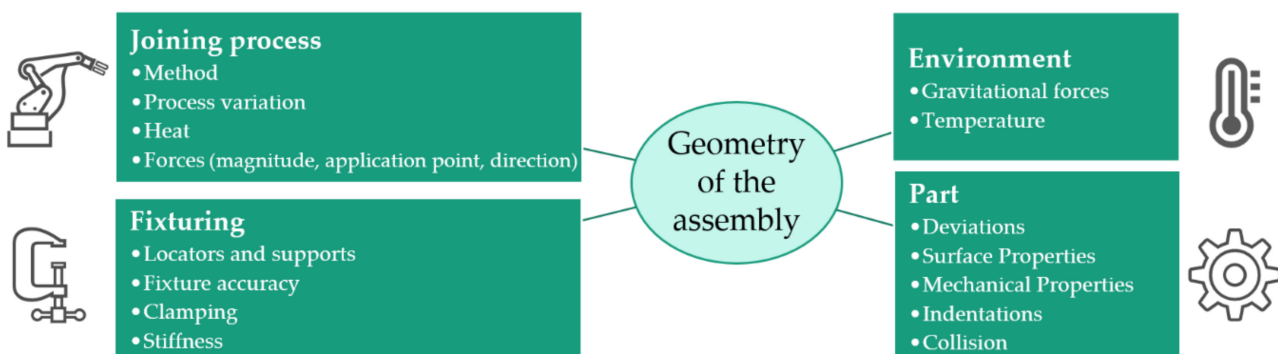 Joining process
•Method
•Process variation
•Heat
•Forces (magnitude, application point, direction)
Fixturing
•Locators and supports
•Fixture accuracy
•Clamping
•Stiffness
Geometry
of the
assembly
Environment
•Gravitational forces
•Temperature
Part
•Deviations
•Surface Properties
•Mechanical Properties
•Indentations
•Collision